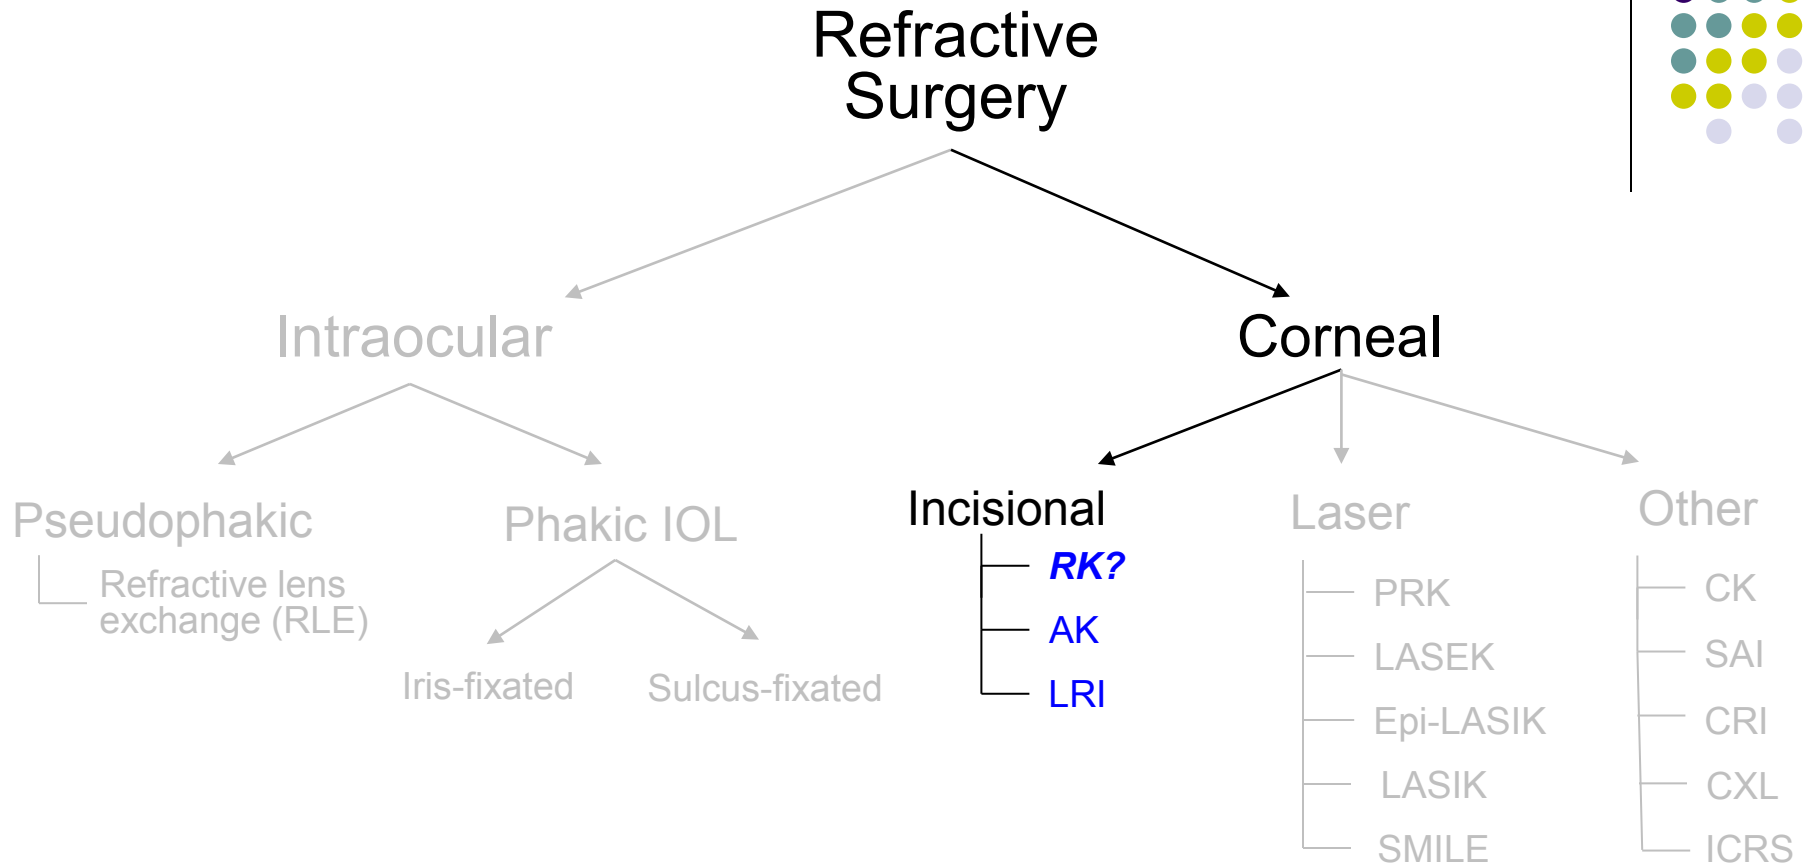 Refractive
Surgery
Intraocular
Corneal
Pseudophakic
Phakic IOL
Incisional
Laser
Other
Refractive lens
exchange (RLE)
Iris-fixated
Sulcus-fixated
RK?
AK
LRI
PRK
LASEK
Epi-LASIK
LASIK
SMILE
CK
SAI
CRI
CXL
ICRS